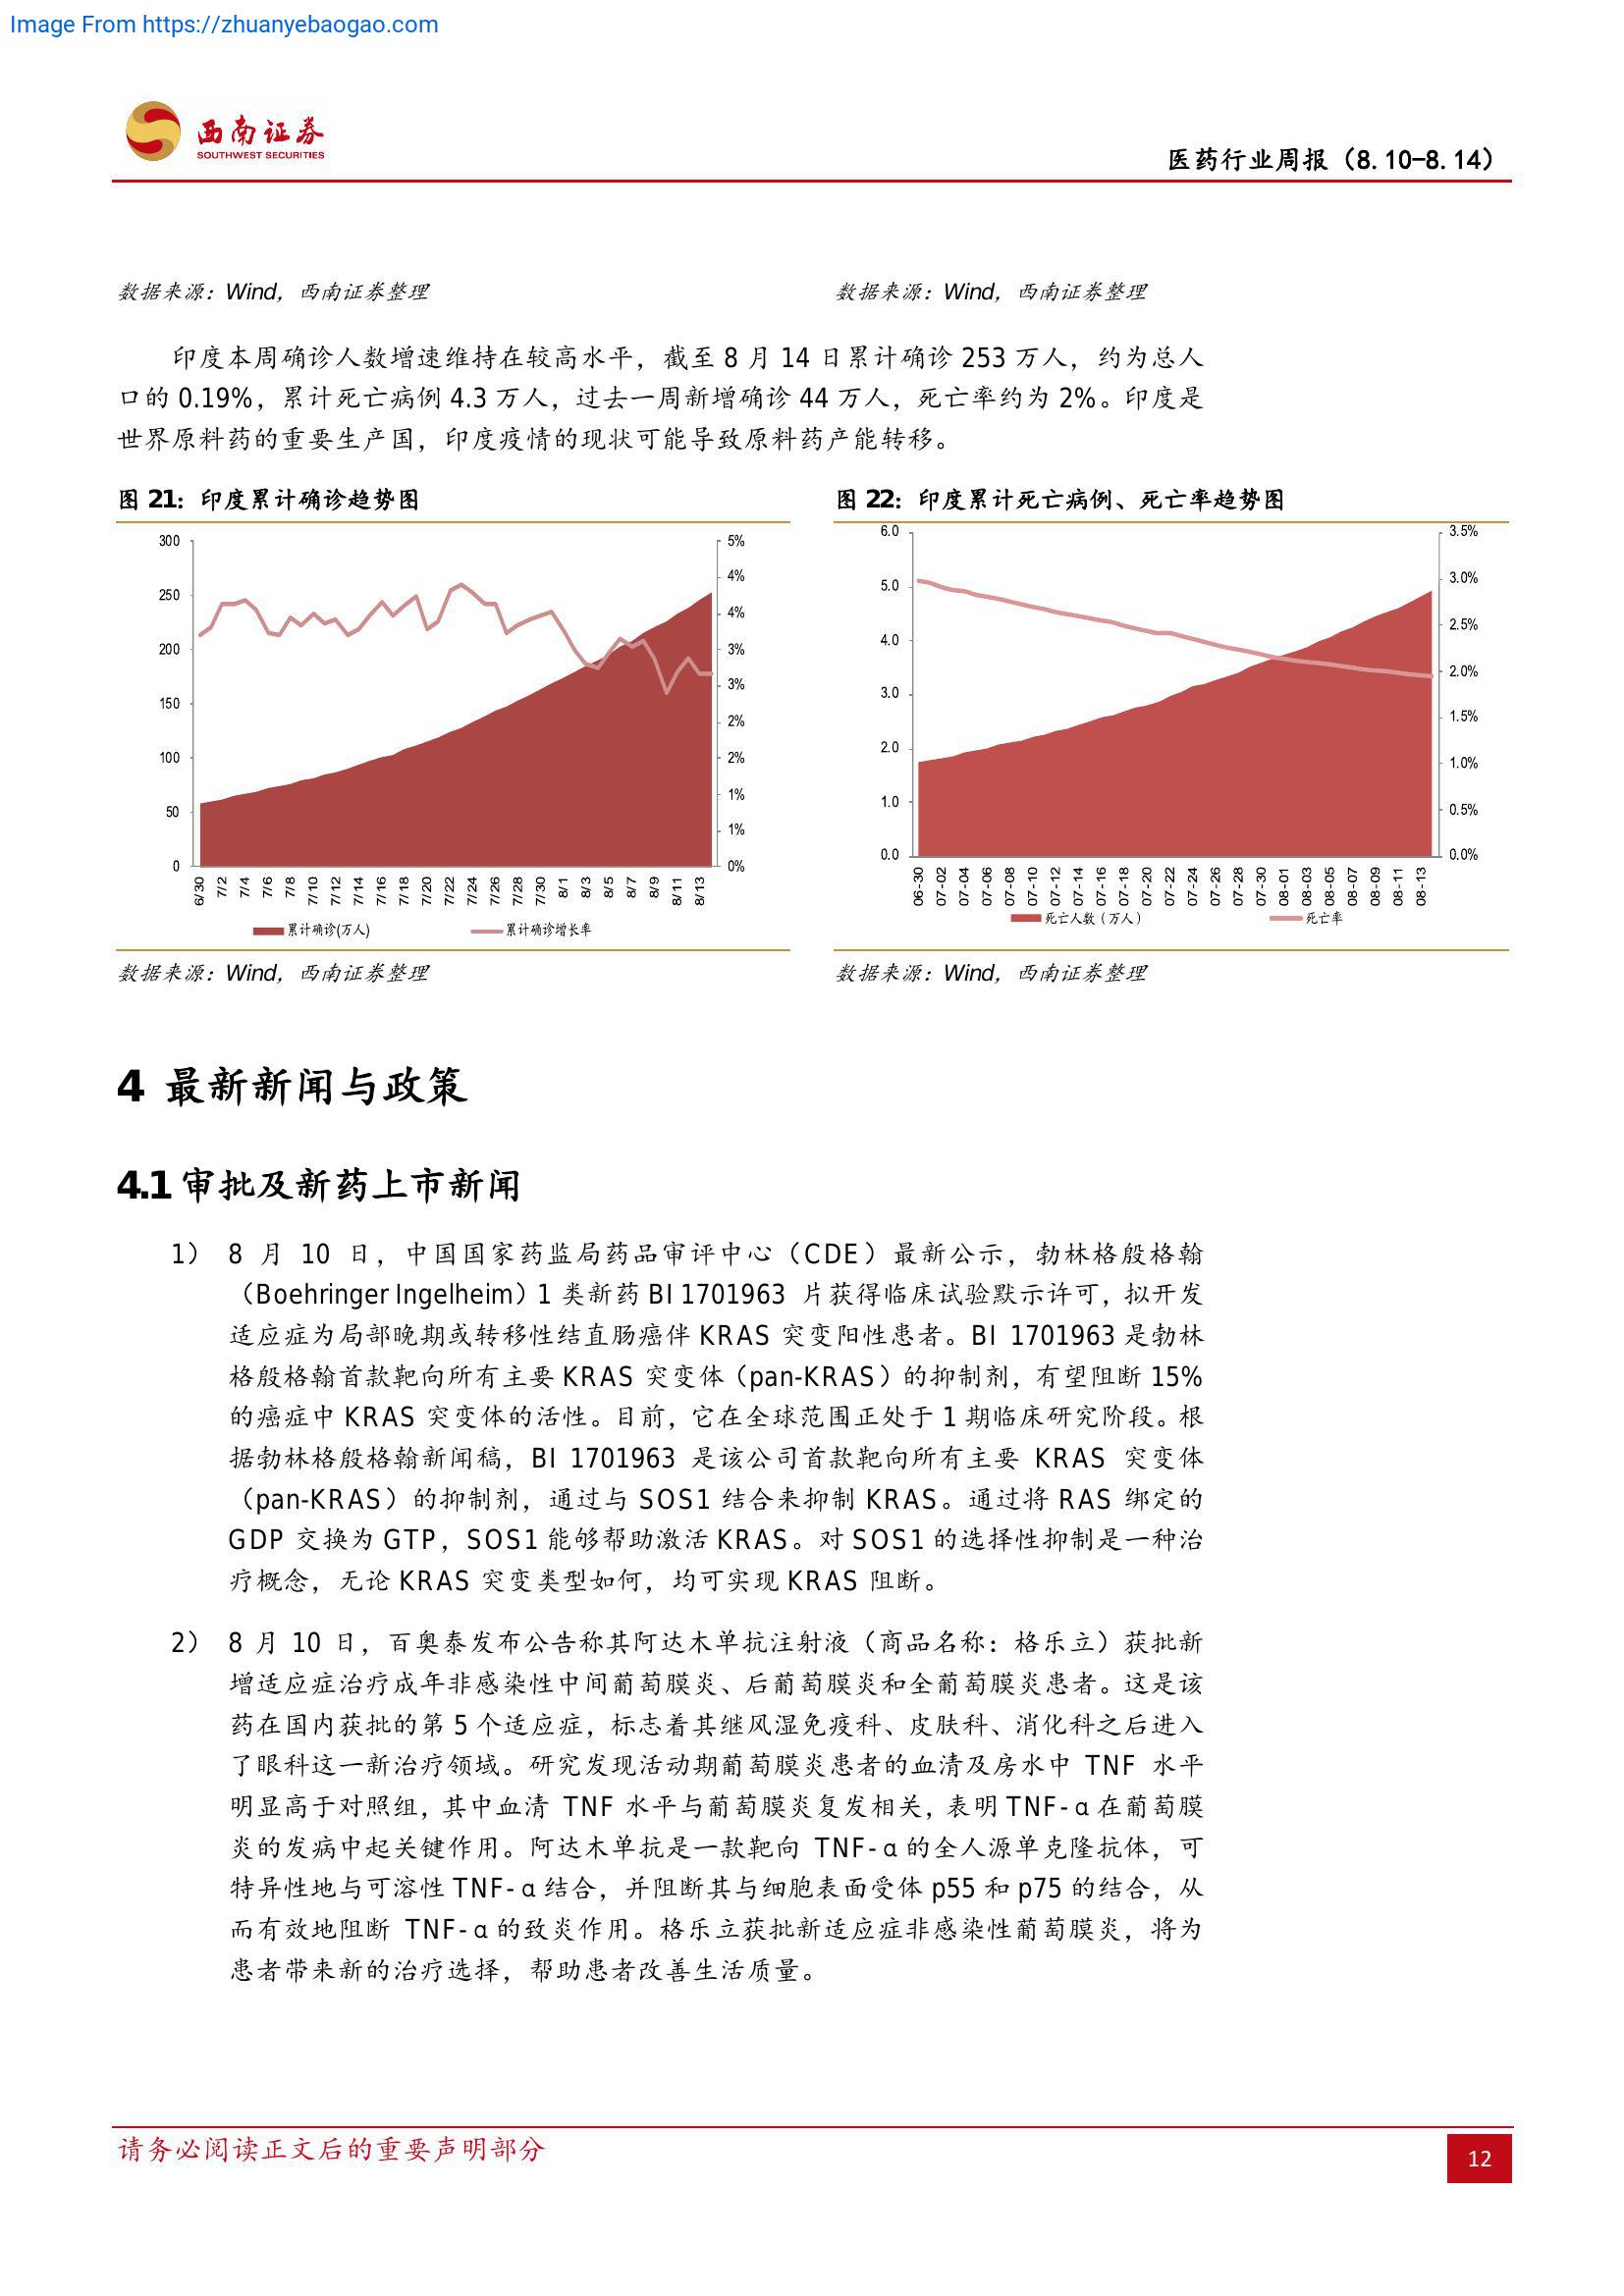 Image From https://zhuanyebaogao.com
西南证券
SOUTHWEST SECURITIES
医药行业周报（8.10-8.14）
数据来源：Wind，西南证券整理
数据来源：Wind，西南证券整理
印度本周确诊人数增速维持在较高水平，截至 8 月 14 日累计确诊 253 万人，约为总人
口的 0.19%，累计死亡病例 4.3 万人，过去一周新增确诊 44 万人，死亡率约为 2%。印度是
世界原料药的重要生产国，印度疫情的现状可能导致原料药产能转移。
图 21：印度累计确诊趋势图
300
250
200
150
100
50
0
5%
4%
4%
3%
3%
2%
2%
1%
1%
0%
6/30 7/2 7/4 7/6 7/8 7/10 7/12 7/14 7/16 7/18 7/20 7/22 7/24 7/26 7/28 7/30 8/1 8/3 8/5 8/7 8/9 8/11 8/13
累计确诊(万人) 累计确诊增长率
数据来源：Wind，西南证券整理
图 22：印度累计死亡病例、死亡率趋势图
6.0
5.0
4.0
3.0
2.0
1.0
0.0
3.5%
3.0%
2.5%
2.0%
1.5%
1.0%
0.5%
0.0%
06-30 07-02 07-04 07-06 07-08 07-10 07-12 07-14 07-16 07-18 07-20 07-22 07-24 07-26 07-28 07-30 08-01 08-03 08-05 08-07 08-09 08-11 08-13
死亡人数（万人） 死亡率
数据来源：Wind，西南证券整理
4 最新新闻与政策
4.1 审批及新药上市新闻
1） 8 月 10 日，中国国家药监局药品审评中心（CDE）最新公示，勃林格殷格翰
（Boehringer Ingelheim）1 类新药 BI 1701963 片获得临床试验默示许可，拟开发
适应症为局部晚期或转移性结直肠癌伴 KRAS 突变阳性患者。BI 1701963 是勃林
格殷格翰首款靶向所有主要 KRAS 突变体（pan-KRAS）的抑制剂，有望阻断 15%
的癌症中 KRAS 突变体的活性。目前，它在全球范围正处于 1 期临床研究阶段。根
据勃林格殷格翰新闻稿，BI 1701963 是该公司首款靶向所有主要 KRAS 突变体
（pan-KRAS）的抑制剂，通过与 SOS1 结合来抑制 KRAS。通过将 RAS 绑定的
GDP 交换为 GTP，SOS1 能够帮助激活 KRAS。对 SOS1 的选择性抑制是一种治
疗概念，无论 KRAS 突变类型如何，均可实现 KRAS 阻断。
2） 8 月 10 日，百奥泰发布公告称其阿达木单抗注射液（商品名称：格乐立）获批新
增适应症治疗成年非感染性中间葡萄膜炎、后葡萄膜炎和全葡萄膜炎患者。这是该
药在国内获批的第 5 个适应症，标志着其继风湿免疫科、皮肤科、消化科之后进入
了眼科这一新治疗领域。研究发现活动期葡萄膜炎患者的血清及房水中 TNF 水平
明显高于对照组，其中血清 TNF 水平与葡萄膜炎复发相关，表明 TNF-α在葡萄膜
炎的发病中起关键作用。阿达木单抗是一款靶向 TNF-α的全人源单克隆抗体，可
特异性地与可溶性 TNF-α结合，并阻断其与细胞表面受体 p55 和 p75 的结合，从
而有效地阻断 TNF-α的致炎作用。格乐立获批新适应症非感染性葡萄膜炎，将为
患者带来新的治疗选择，帮助患者改善生活质量。
请务必阅读正文后的重要声明部分
12